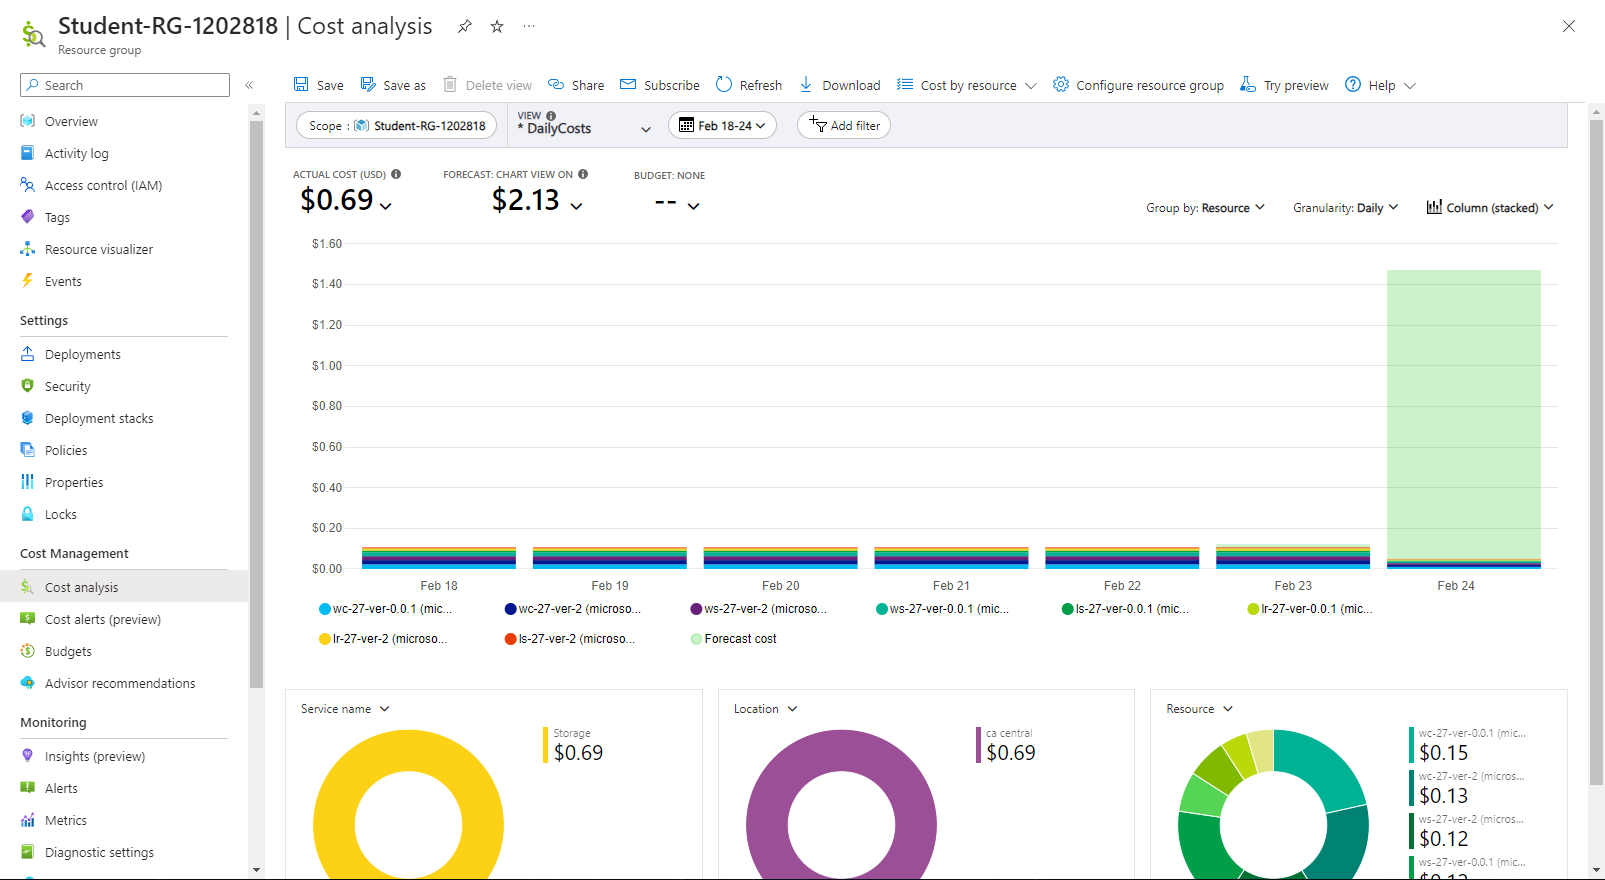 Student-RG-1202818 | Cost analysis
Resource group
Search
Overview
Activity log
Access control (IAM)
Tags
Resource visualizer
Events
Settings
Deployments
Security
Deployment stacks
Policies
Properties
Locks
Cost Management
Cost analysis
Cost alerts (preview)
Budgets
Advisor recommendations
Monitoring
Insights (preview)
Alerts
Metrics
Diagnostic settings
Save Save as Delete view Share Subscribe Refresh Download Cost by resource Configure resource group Try preview Help
Scope : Student-RG-1202818
VIEW
* DailyCosts
Feb 18-24
Add filter
ACTUAL COST (USD) FORECAST: CHART VIEW ON BUDGET: NONE
$0.69 $2.13 --
Group by: Resource Granularity: Daily Column (stacked)
$1.60
$1.40
$1.20
$1.00
$0.80
$0.60
$0.40
$0.20
$0.00
Feb 18 Feb 19 Feb 20 Feb 21 Feb 22 Feb 23 Feb 24
wc-27-ver-0.0.1 (mic... wc-27-ver-2 (microso... ws-27-ver-2 (microso... ws-27-ver-0.0.1 (mic... ls-27-ver-0.0.1 (mic... lr-27-ver-0.0.1 (mic...
lr-27-ver-2 (microso... ls-27-ver-2 (microso... Forecast cost
Service name
Storage
$0.69
Location
ca central
$0.69
Resource
wc-27-ver-0.0.1 (mic...
$0.15
wc-27-ver-2 (micros...
$0.13
ws-27-ver-2 (micros...
$0.12
ws-27-ver-0.0.1 (mic...